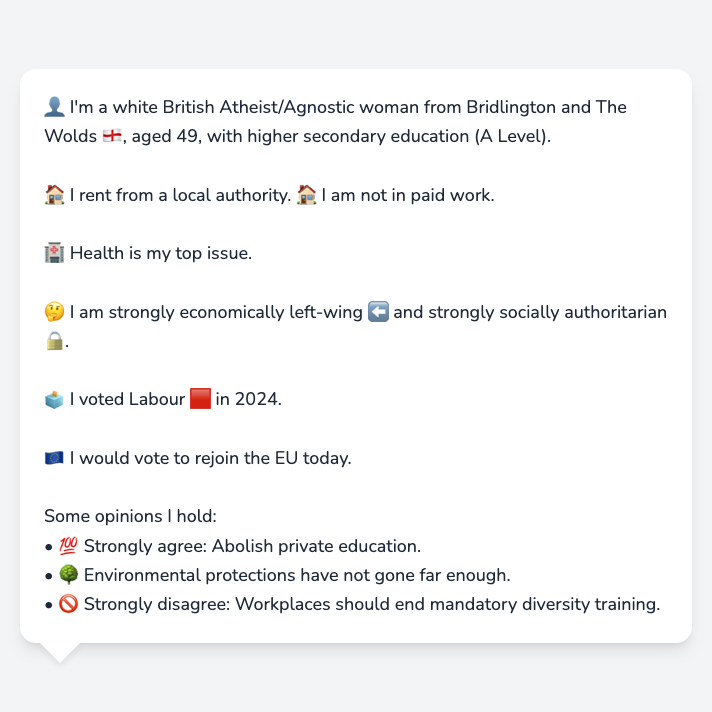 👤 I'm a white British Atheist/Agnostic woman from Bridlington and The
Wolds 🏴󠁧󠁢󠁥󠁮󠁧󠁿, aged 49, with higher secondary education (A Level).
🏠 I rent from a local authority. 🏠 I am not in paid work.
🏥 Health is my top issue.
🤔 I am strongly economically left-wing ⬅️ and strongly socially authoritarian
🔒.
🗳️ I voted Labour 🟥 in 2024.
🇪🇺 I would vote to rejoin the EU today.
Some opinions I hold:
• 💯 Strongly agree: Abolish private education.
• 🌳 Environmental protections have not gone far enough.
• 🚫 Strongly disagree: Workplaces should end mandatory diversity training.